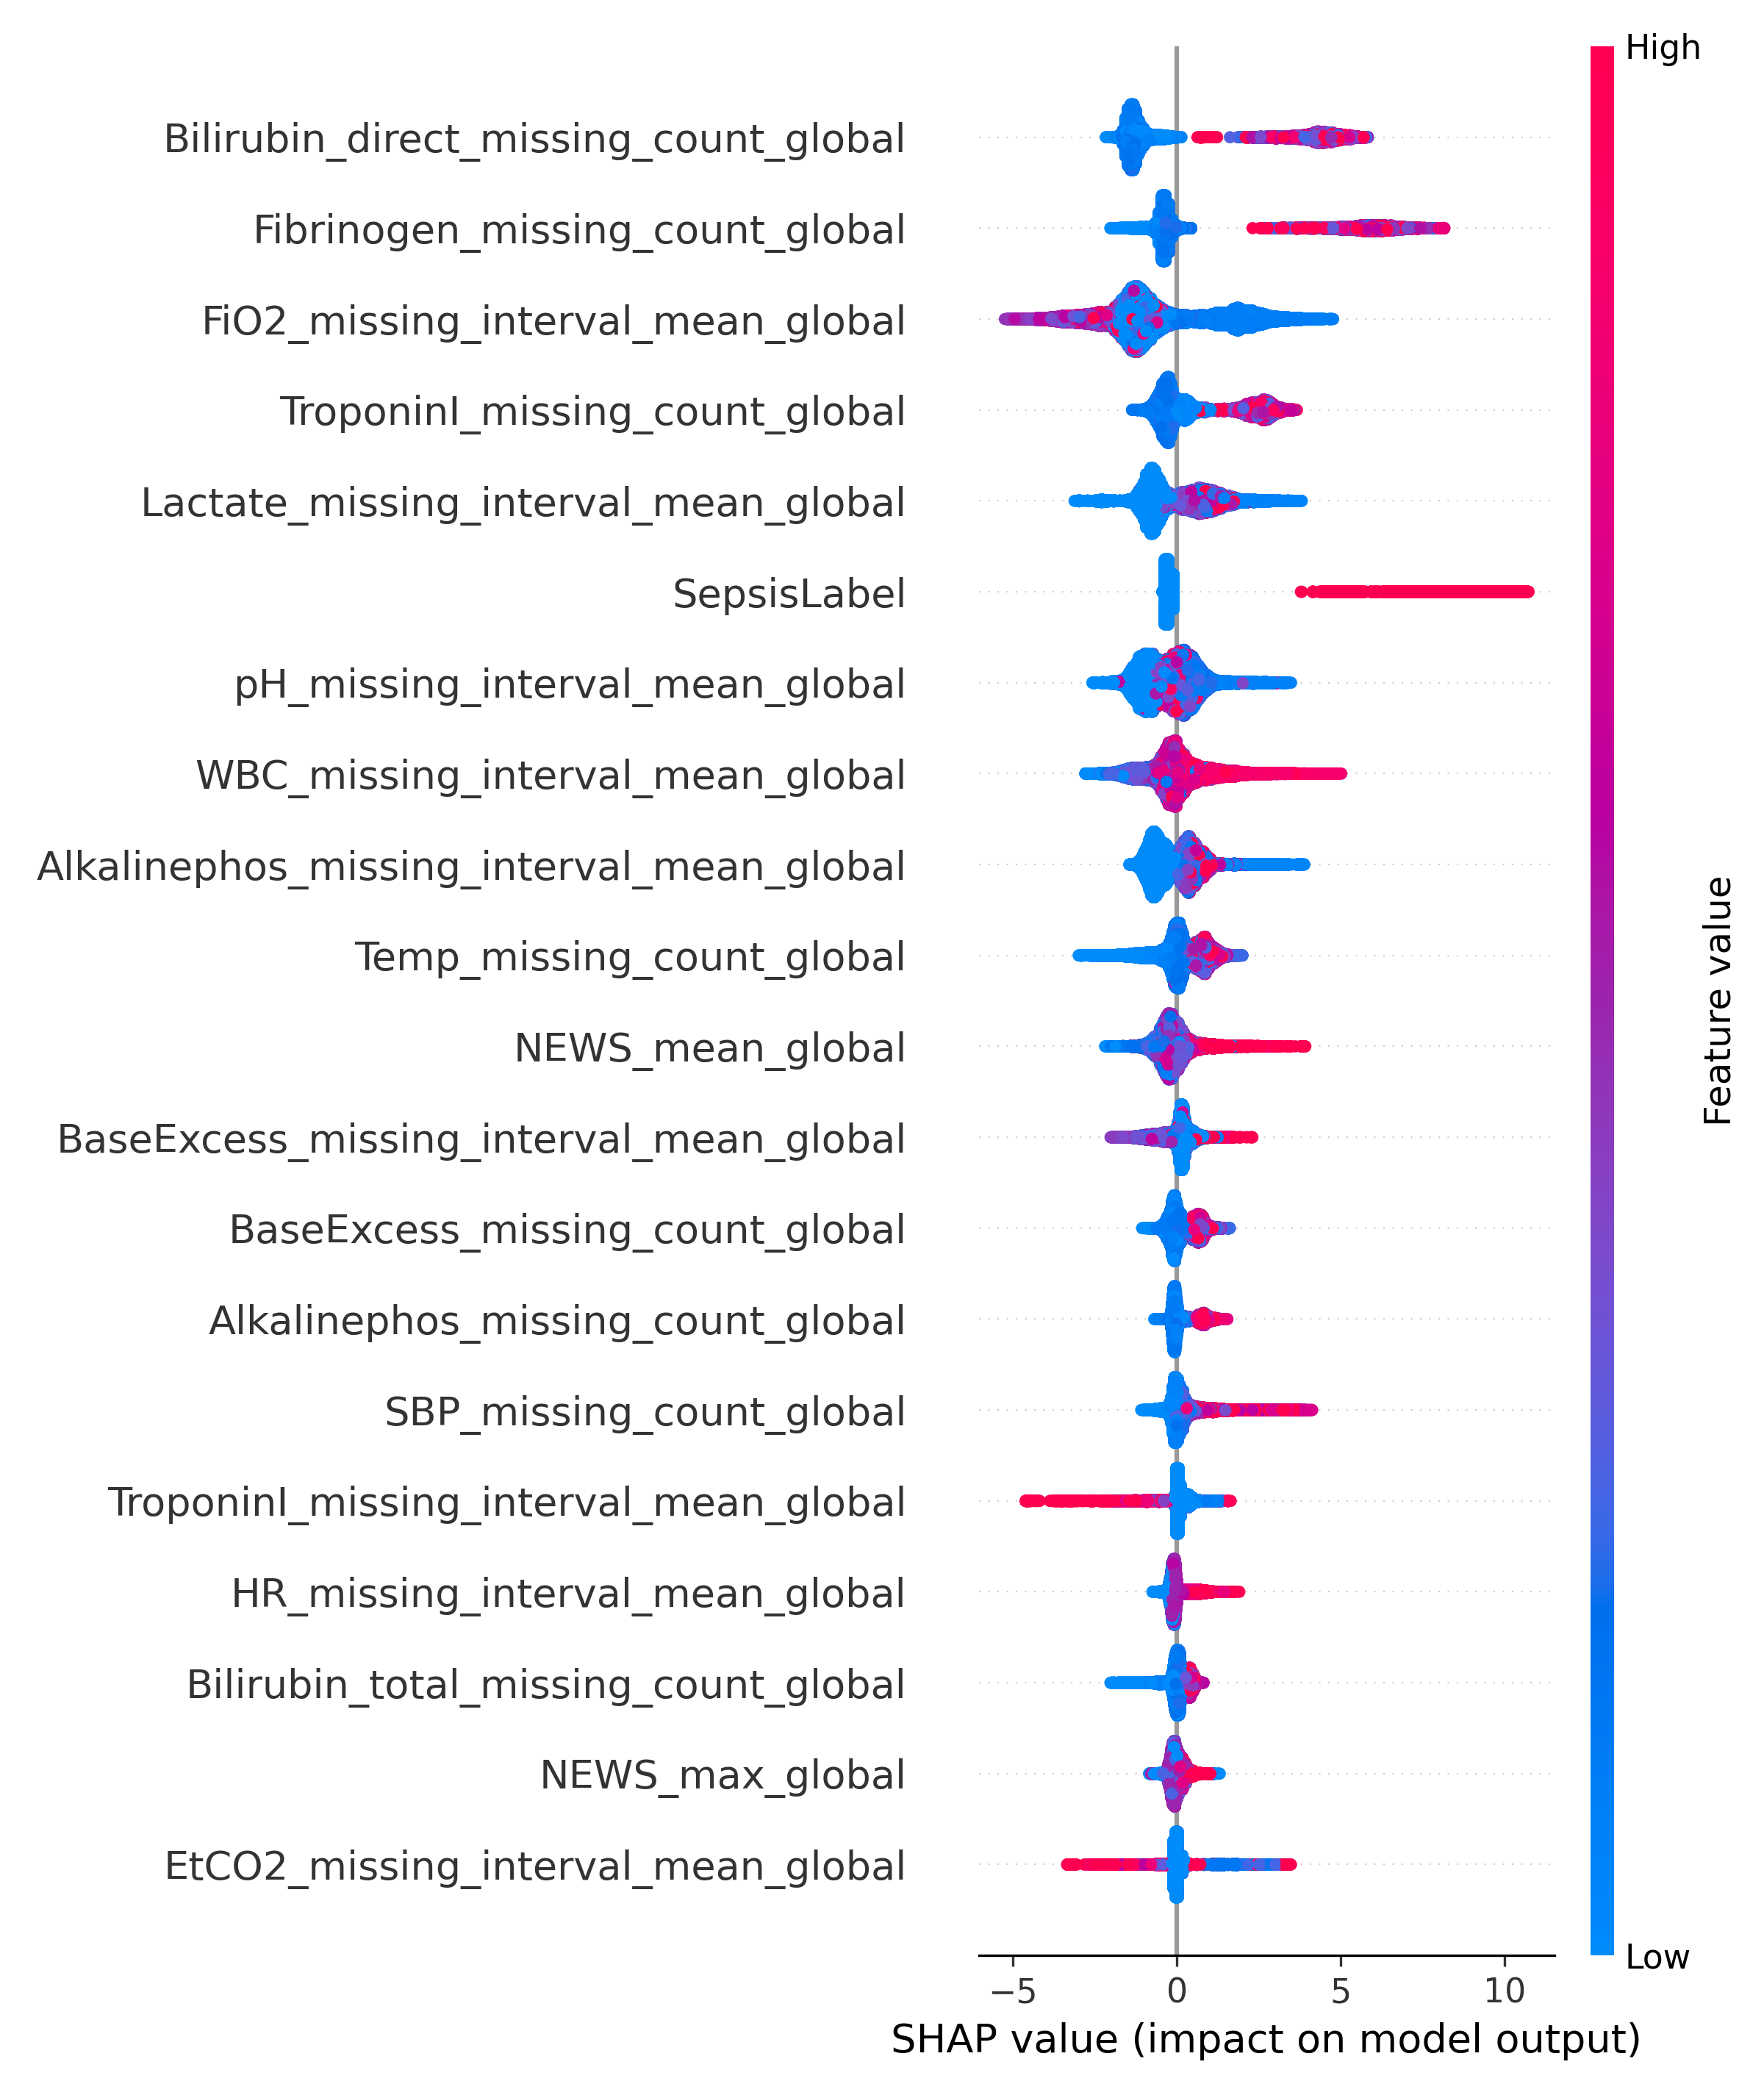 High
Bilirubin_direct_missing_count_global
Fibrinogen_missing_count_global
FiO2_missing_interval_mean_global
TroponinI_missing_count_global
Lactate_missing_interval_mean_global
SepsisLabel
pH_missing_interval_mean_global
WBC_missing_interval_mean_global
Alkalinephos_missing_interval_mean_global
Temp_missing_count_global
NEWS_mean_global
BaseExcess_missing_interval_mean_global
BaseExcess_missing_count_global
Alkalinephos_missing_count_global
SBP_missing_count_global
TroponinI_missing_interval_mean_global
HR_missing_interval_mean_global
Bilirubin_total_missing_count_global
NEWS_max_global
EtCO2_missing_interval_mean_global
Feature value
Low
−5 0 5 10
SHAP value (impact on model output)